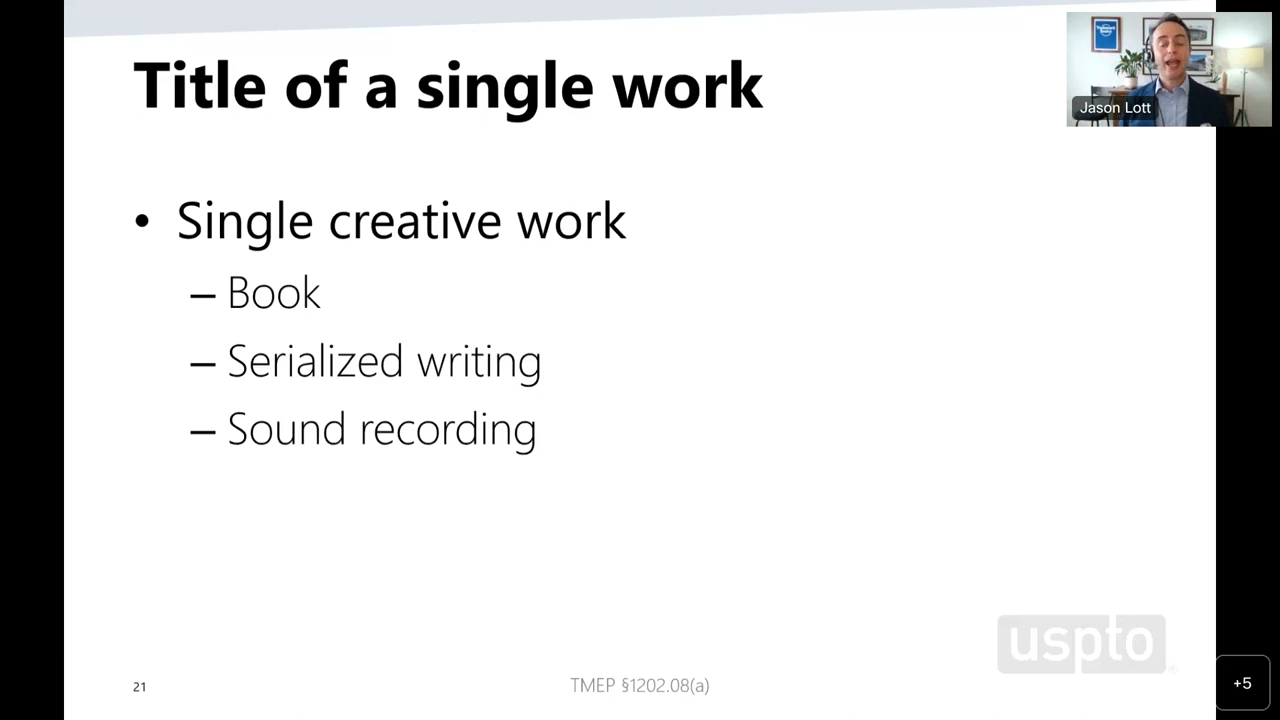 Title of a single work
Jason Lott
• Single creative work
– Book
– Serialized writing
– Sound recording
uspto
21
TMEP §1202.08(a)
+5